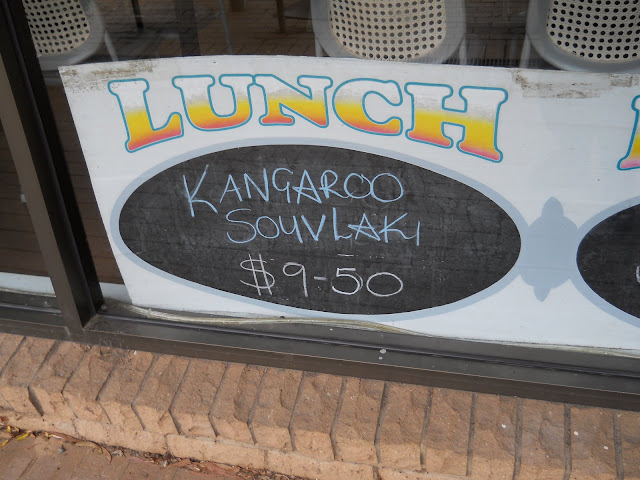 LUNCH
KANGAROO
SOUVLAKI
$9-50